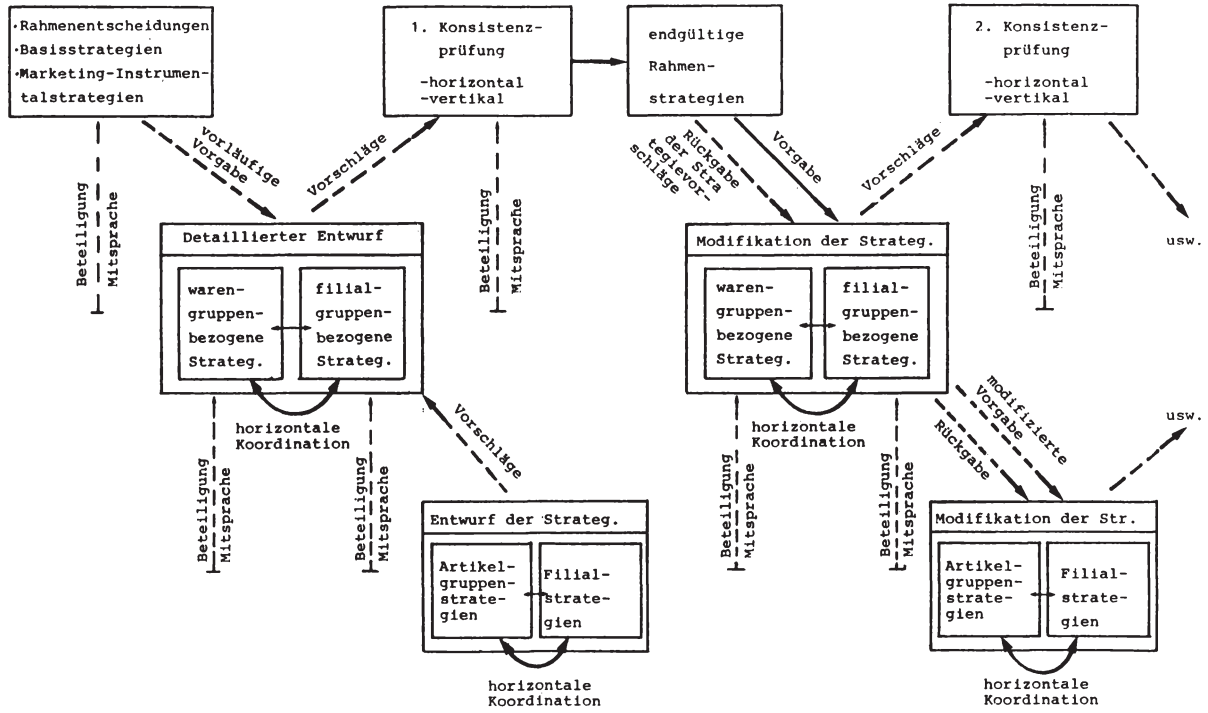 ·Rahmenentscheidungen
·Basisstrategien
·Marketing-Instrumen-
talstrategien
1. Konsistenz-
prüfung
-horizontal
-vertikal
endgültige
Rahmen-
strategien
2. Konsistenz-
prüfung
-horizontal
-vertikal
Beteiligung
Mitsprache
vorläufige
Vorgabe
Vorschläge
Beteiligung
Mitsprache
Rückgabe
der Stra
tegievor-
schläge
Vorgabe
Vorschläge
Beteiligung
Mitsprache
usw.
Detaillierter Entwurf
waren-
gruppen-
bezogene
Strateg.
filial-
gruppen-
bezogene
Strateg.
horizontale
Koordination
Modifikation der Strateg.
waren-
gruppen-
bezogene
Strateg.
filial-
gruppen-
bezogene
Strateg.
horizontale
Koordination
Beteiligung
Mitsprache
Beteiligung
Mitsprache
Vorschläge
Beteiligung
Mitsprache
Beteiligung
Mitsprache
Rückgabe
modifizierte
Vorgabe
usw.
Entwurf der Strateg.
Artikel-
gruppen-
strate-
gien
Filial-
strate-
gien
horizontale
Koordination
Modifikation der Str.
Artikel-
gruppen-
strate-
gien
Filial-
strate-
gien
horizontale
Koordination